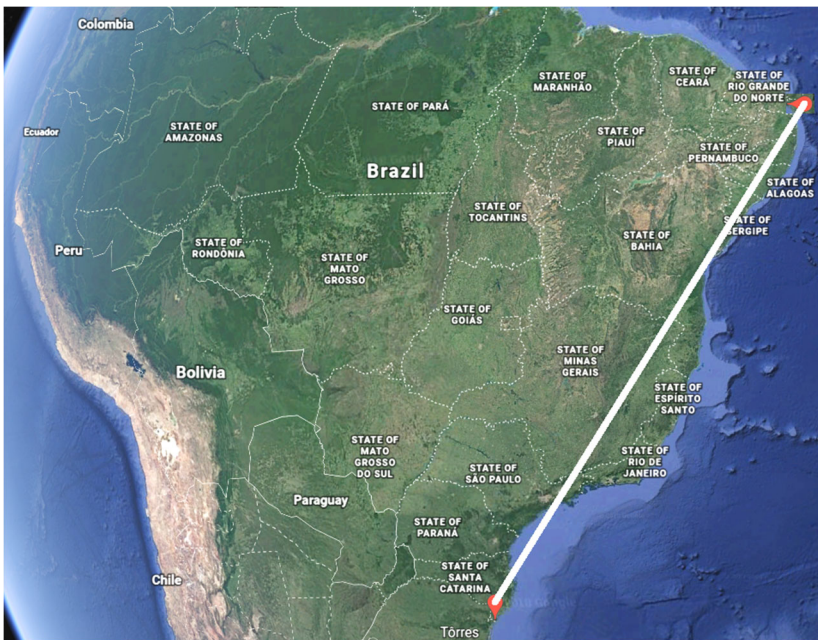 Colombia
Ecuador
STATE OF
AMAZONAS
STATE OF PARÁ
STATE OF
MARANHÃO
STATE OF
CEARÁ
STATE OF
RIO GRANDE
DO NORTE
STATE OF
PIAUÍ
STATE OF
PERNAMBUCO
STATE OF
ALAGOAS
Brazil
STATE OF
TOCANTINS
STATE OF
SERGIPE
STATE OF
BAHIA
Peru
STATE OF
RONDÔNIA
STATE OF
MATO
GROSSO
STATE OF
GOIÁS
Bolivia
STATE OF
MINAS
GERAIS
STATE OF
ESPÍRITO
SANTO
STATE OF
MATO
GROSSO
DO SUL
STATE OF
SÃO PAULO
STATE OF
RIO DE
JANEIRO
Paraguay
STATE OF
PARANÁ
Chile
STATE OF
SANTA
CATARINA
Tôrres